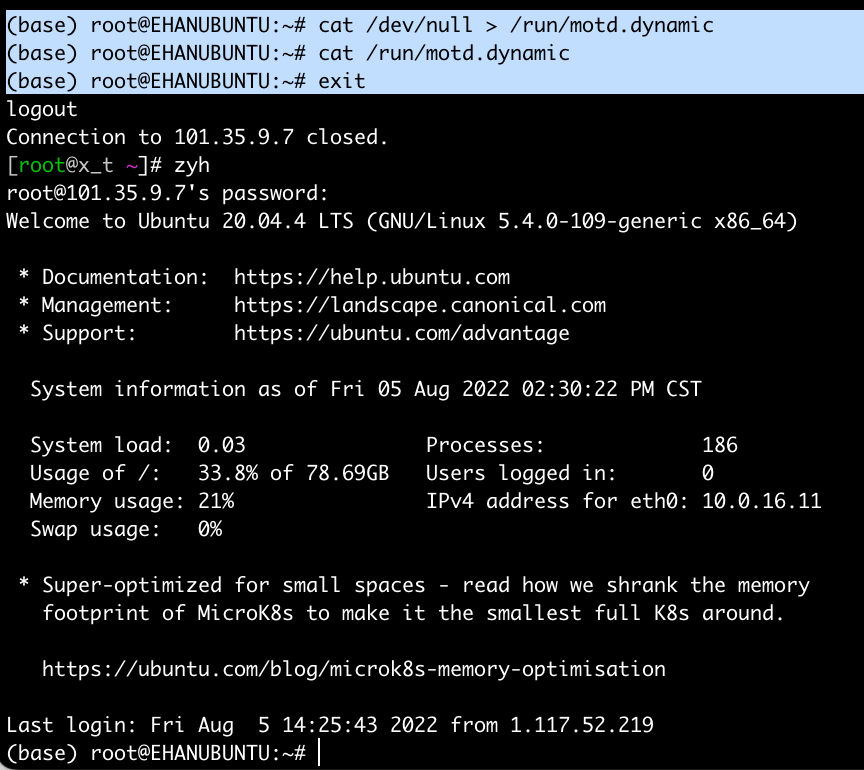 (base) root@EHANUBUNTU:~# cat /dev/null > /run/motd.dynamic
(base) root@EHANUBUNTU:~# cat /run/motd.dynamic
(base) root@EHANUBUNTU:~# exit
logout
Connection to 101.35.9.7 closed.
[root@x_t ~]# zyh
root@101.35.9.7's password:
Welcome to Ubuntu 20.04.4 LTS (GNU/Linux 5.4.0-109-generic x86_64)
* Documentation:  https://help.ubuntu.com
* Management:     https://landscape.canonical.com
* Support:        https://ubuntu.com/advantage
System information as of Fri 05 Aug 2022 02:30:22 PM CST
System load:  0.03               Processes:             186
Usage of /:   33.8% of 78.69GB   Users logged in:       0
Memory usage: 21%                IPv4 address for eth0: 10.0.16.11
Swap usage:   0%
* Super-optimized for small spaces - read how we shrank the memory
footprint of MicroK8s to make it the smallest full K8s around.
https://ubuntu.com/blog/microk8s-memory-optimisation
Last login: Fri Aug  5 14:25:43 2022 from 1.117.52.219
(base) root@EHANUBUNTU:~#